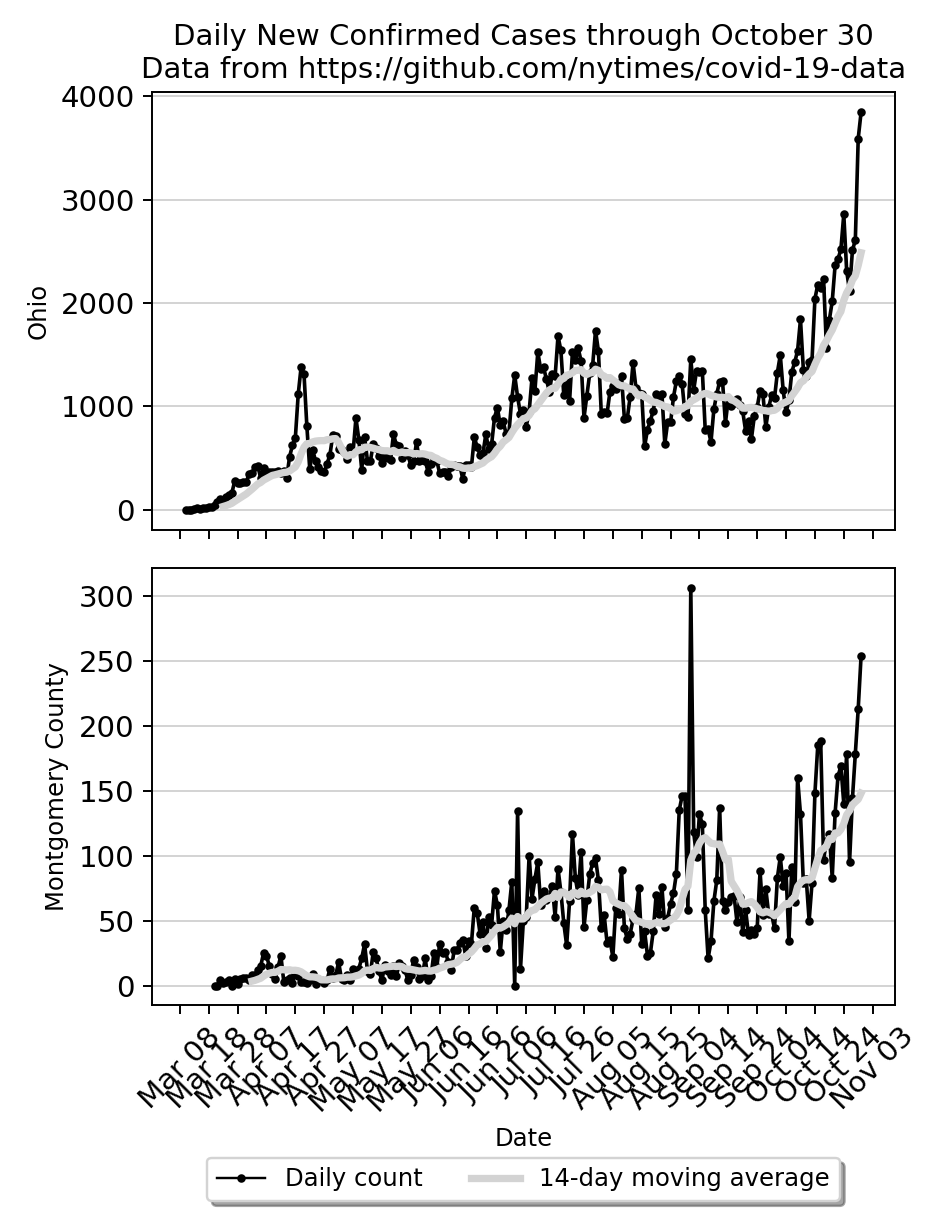 Daily New Confirmed Cases through October 30
Data from https://github.com/nytimes/covid-19-data
4000
3000
2000
1000
0
Ohio
300
250
200
150
100
50
0
Montgomery County
Mar 08
Mar 18
Mar 28
Apr 07
Apr 17
Apr 27
May 07
May 17
May 27
Jun 06
Jun 16
Jun 26
Jul 06
Jul 16
Jul 26
Aug 05
Aug 15
Aug 25
Sep 04
Sep 14
Sep 24
Oct 04
Oct 14
Oct 24
Nov 03
Date
Daily count
14-day moving average